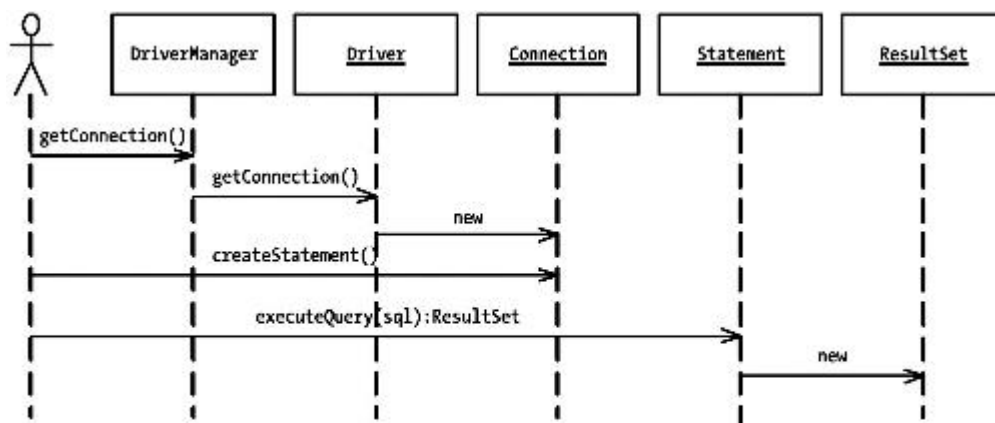 DriverManager
Driver
Connection
Statement
ResultSet
getConnection()
getConnection()
new
createStatement()
executeQuery(sql):ResultSet
new